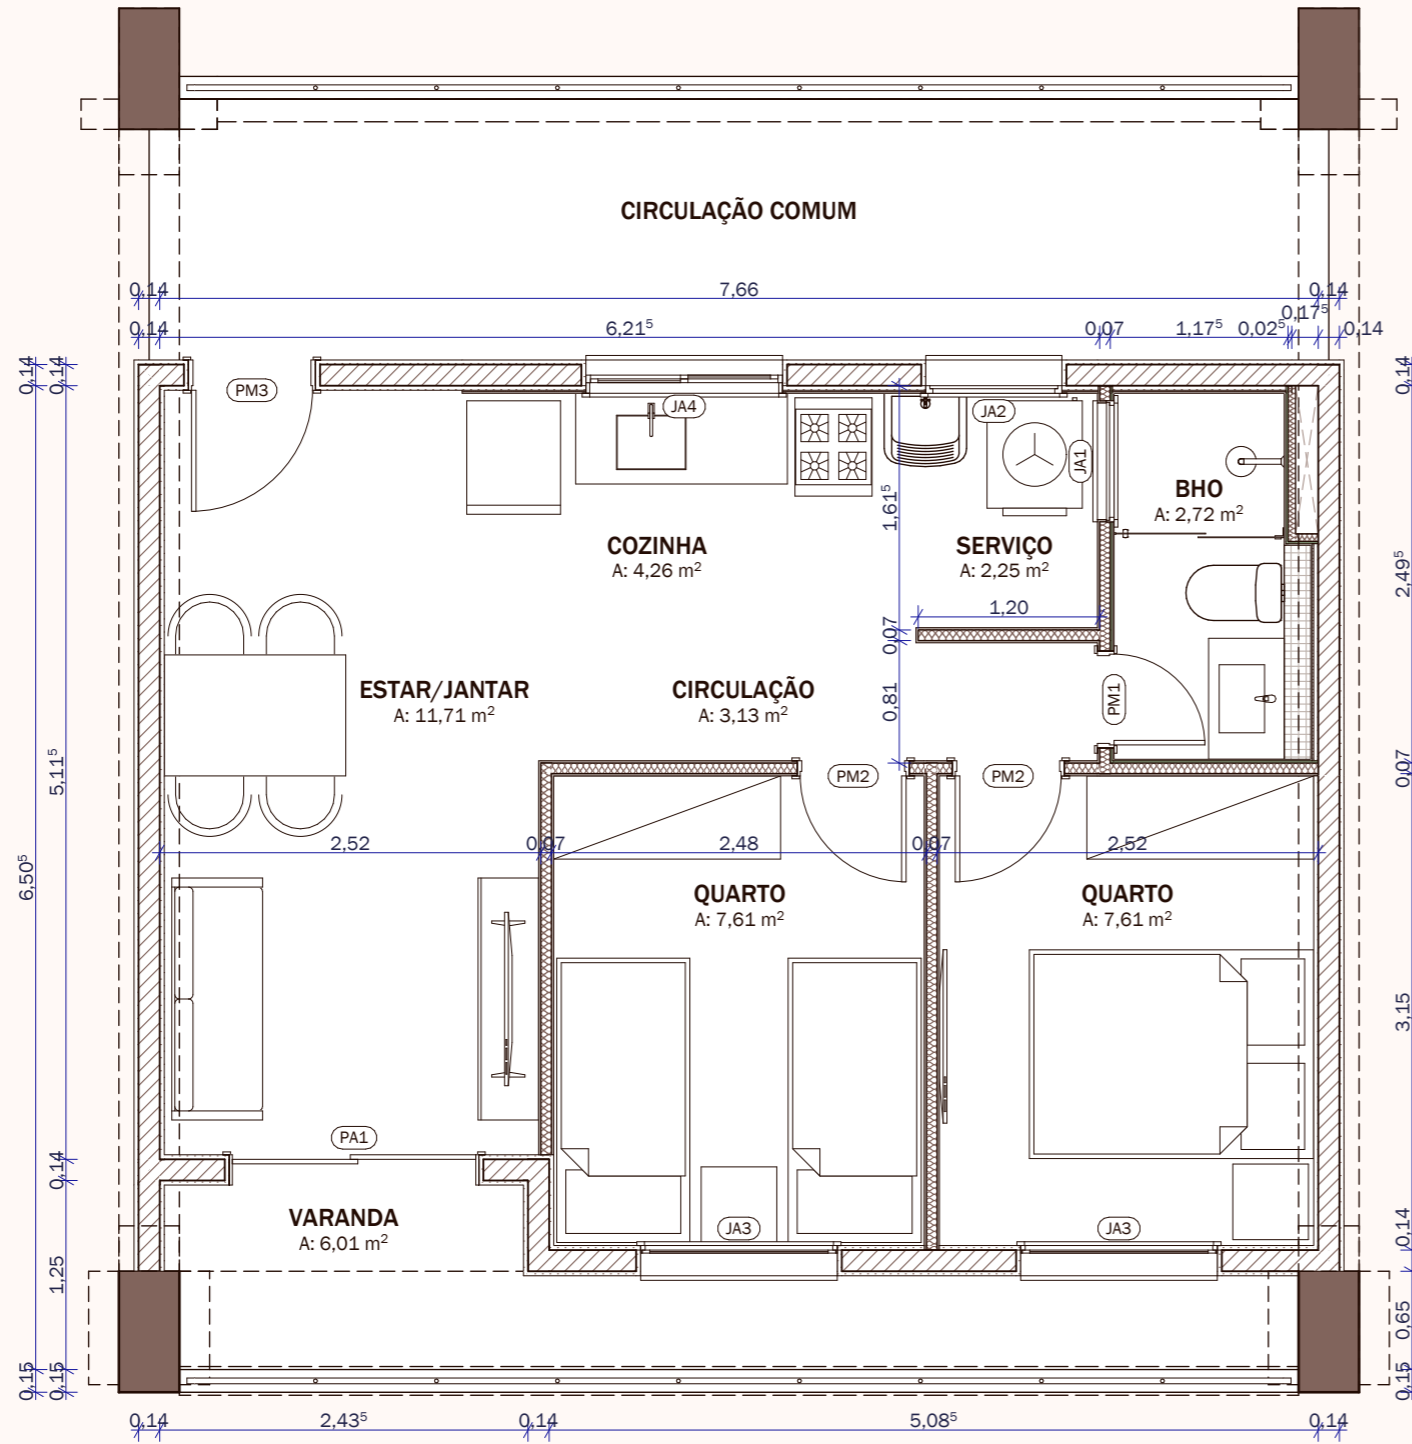 CIRCULAÇÃO COMUM
0,14 7,66 0,14
0,17⁵
0,14 6,21⁵ 0,07 1,17⁵ 0,02⁵ 0,14
0,14 0,14 0,14
PM3
JA4 JA2
JA1
BHO
A: 2,72 m²
1,61⁵
COZINHA
A: 4,26 m²
SERVIÇO
A: 2,25 m²
2,49⁵
1,20
0,07
ESTAR/JANTAR
A: 11,71 m²
CIRCULAÇÃO
A: 3,13 m²
0,81
PM1
5,11⁵
PM2 PM2
0,07
2,52 0,07 2,48 0,07 2,52
6,50⁵
QUARTO
A: 7,61 m²
QUARTO
A: 7,61 m²
3,15
PA1
0,14
VARANDA
A: 6,01 m²
JA3 JA3
0,14
1,25
0,65
0,15 0,15 0,15
0,14 2,43⁵ 0,14 5,08⁵ 0,14